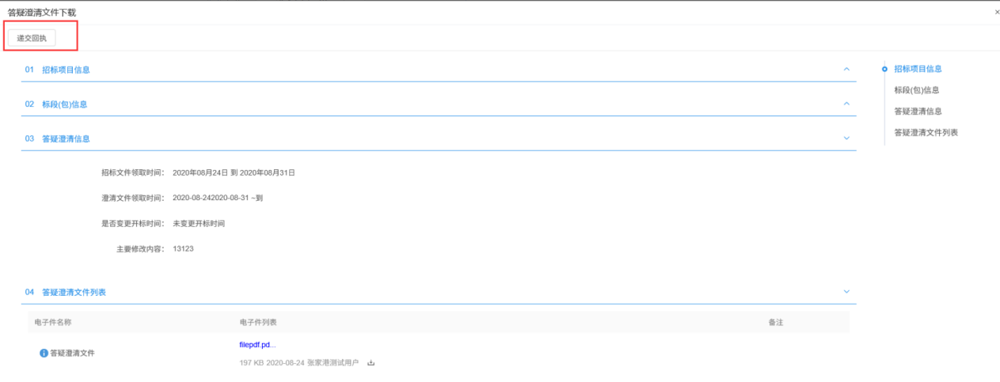 答疑澄清文件下载
×
递交回执
01 招标项目信息
02 标段(包)信息
03 答疑澄清信息
招标文件领取时间： 2020年08月24日 到 2020年08月31日
澄清文件领取时间： 2020-08-242020-08-31 ~到
是否变更开标时间： 未变更开标时间
主要修改内容： 13123
04 答疑澄清文件列表
电子件名称 电子件列表 备注
答疑澄清文件
filepdf.pd...
197 KB 2020-08-24 张家港测试用户
招标项目信息
标段(包)信息
答疑澄清信息
答疑澄清文件列表